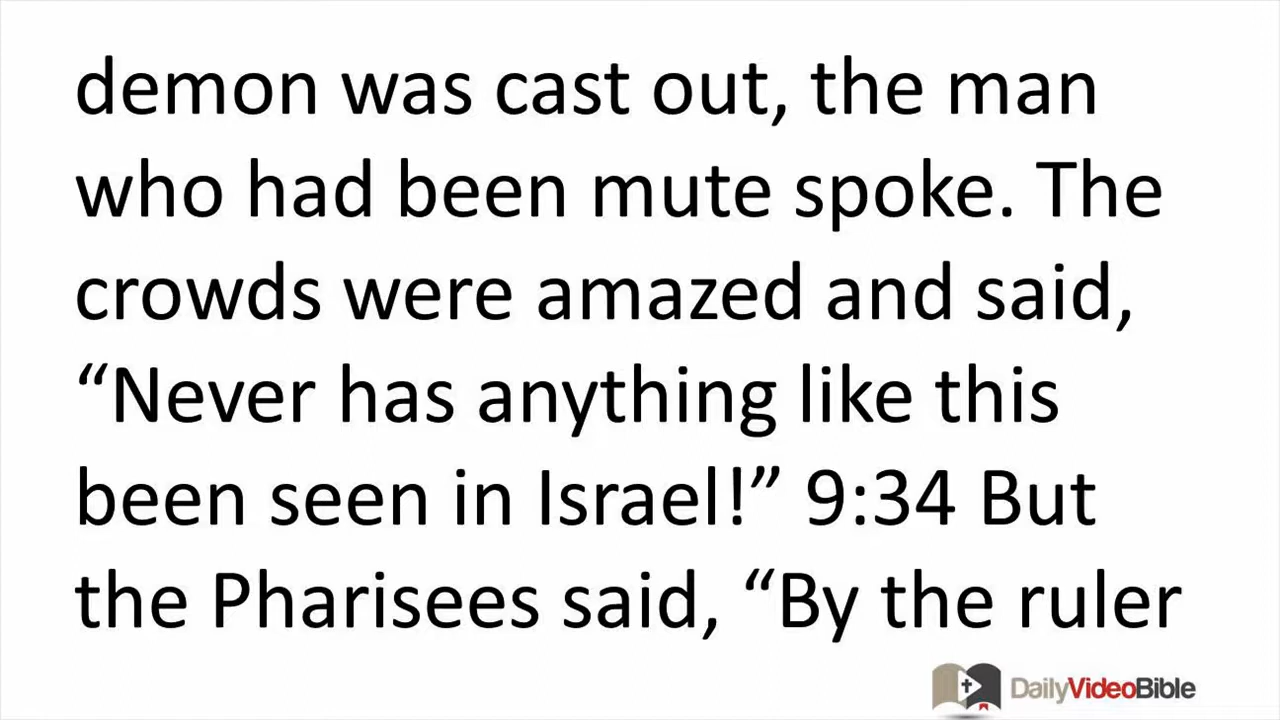 demon was cast out, the man
who had been mute spoke. The
crowds were amazed and said,
“Never has anything like this
been seen in Israel!” 9:34 But
the Pharisees said, “By the ruler
DailyVideoBible